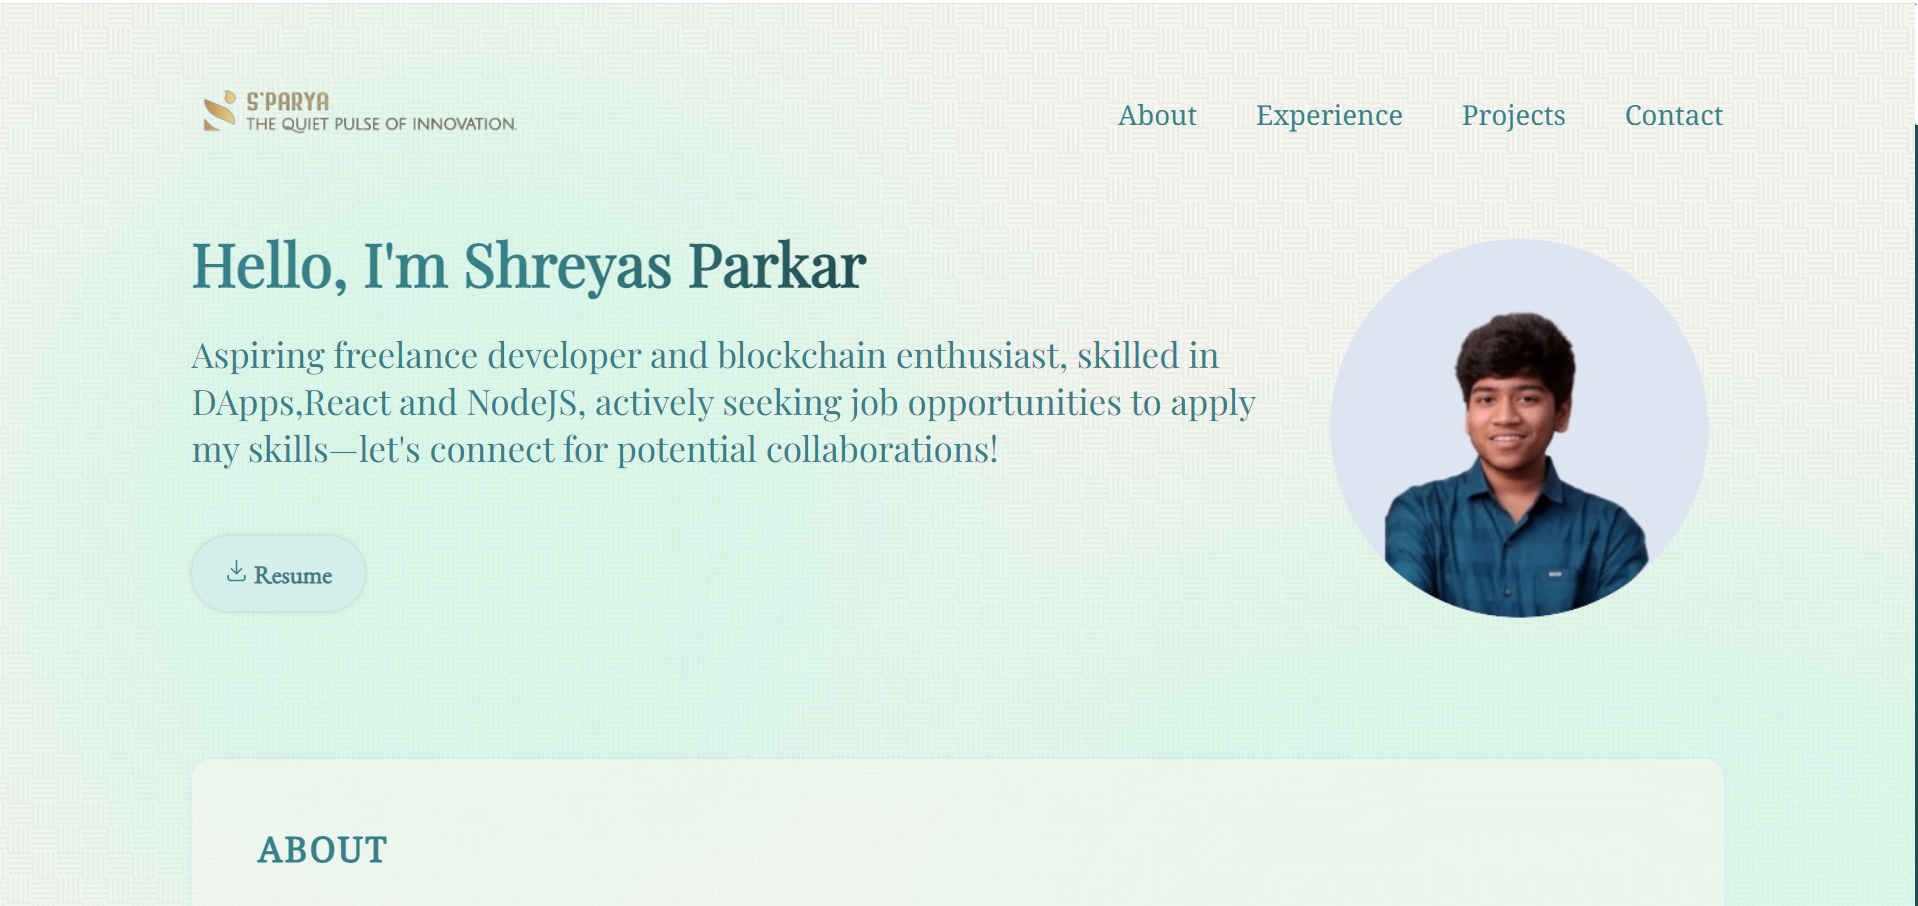 S'PARYA
THE QUIET PULSE OF INNOVATION.
About Experience Projects Contact
Hello, I'm Shreyas Parkar
Aspiring freelance developer and blockchain enthusiast, skilled in
DApps,React and NodeJS, actively seeking job opportunities to apply
my skills—let's connect for potential collaborations!
Resume
ABOUT